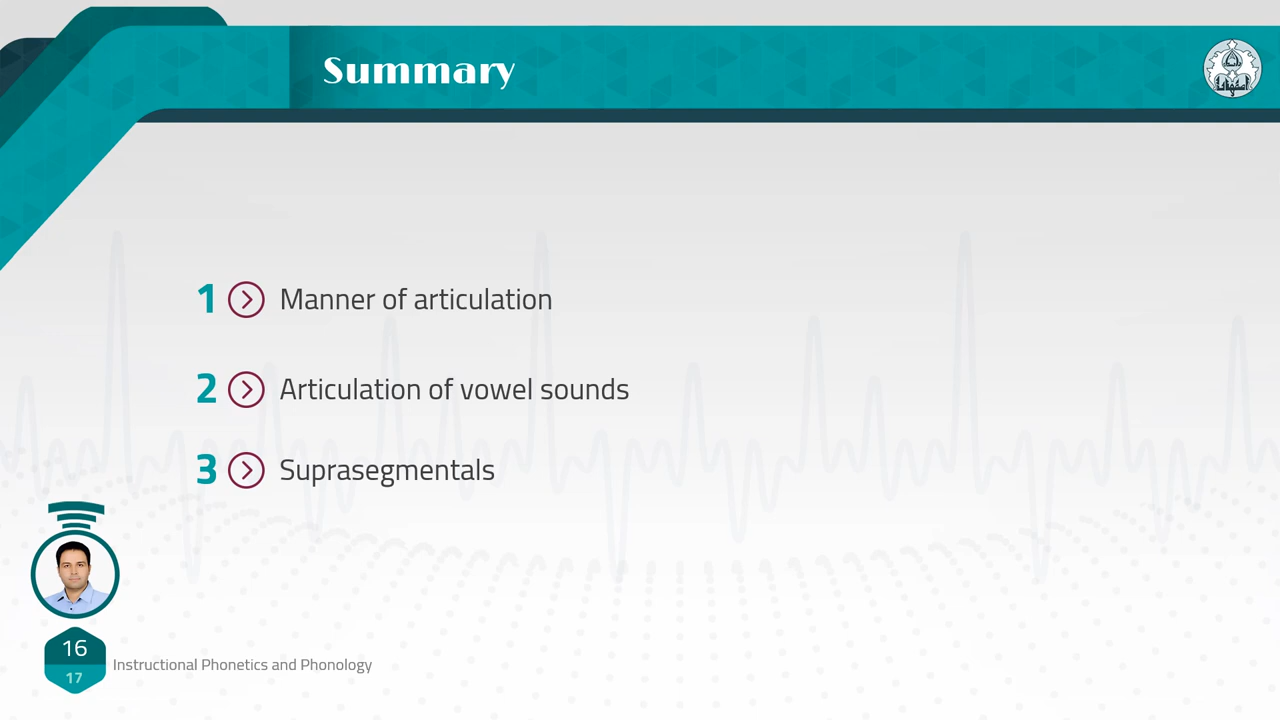 Summary
1 Manner of articulation
2 Articulation of vowel sounds
3 Suprasegmentals
16
17
Instructional Phonetics and Phonology